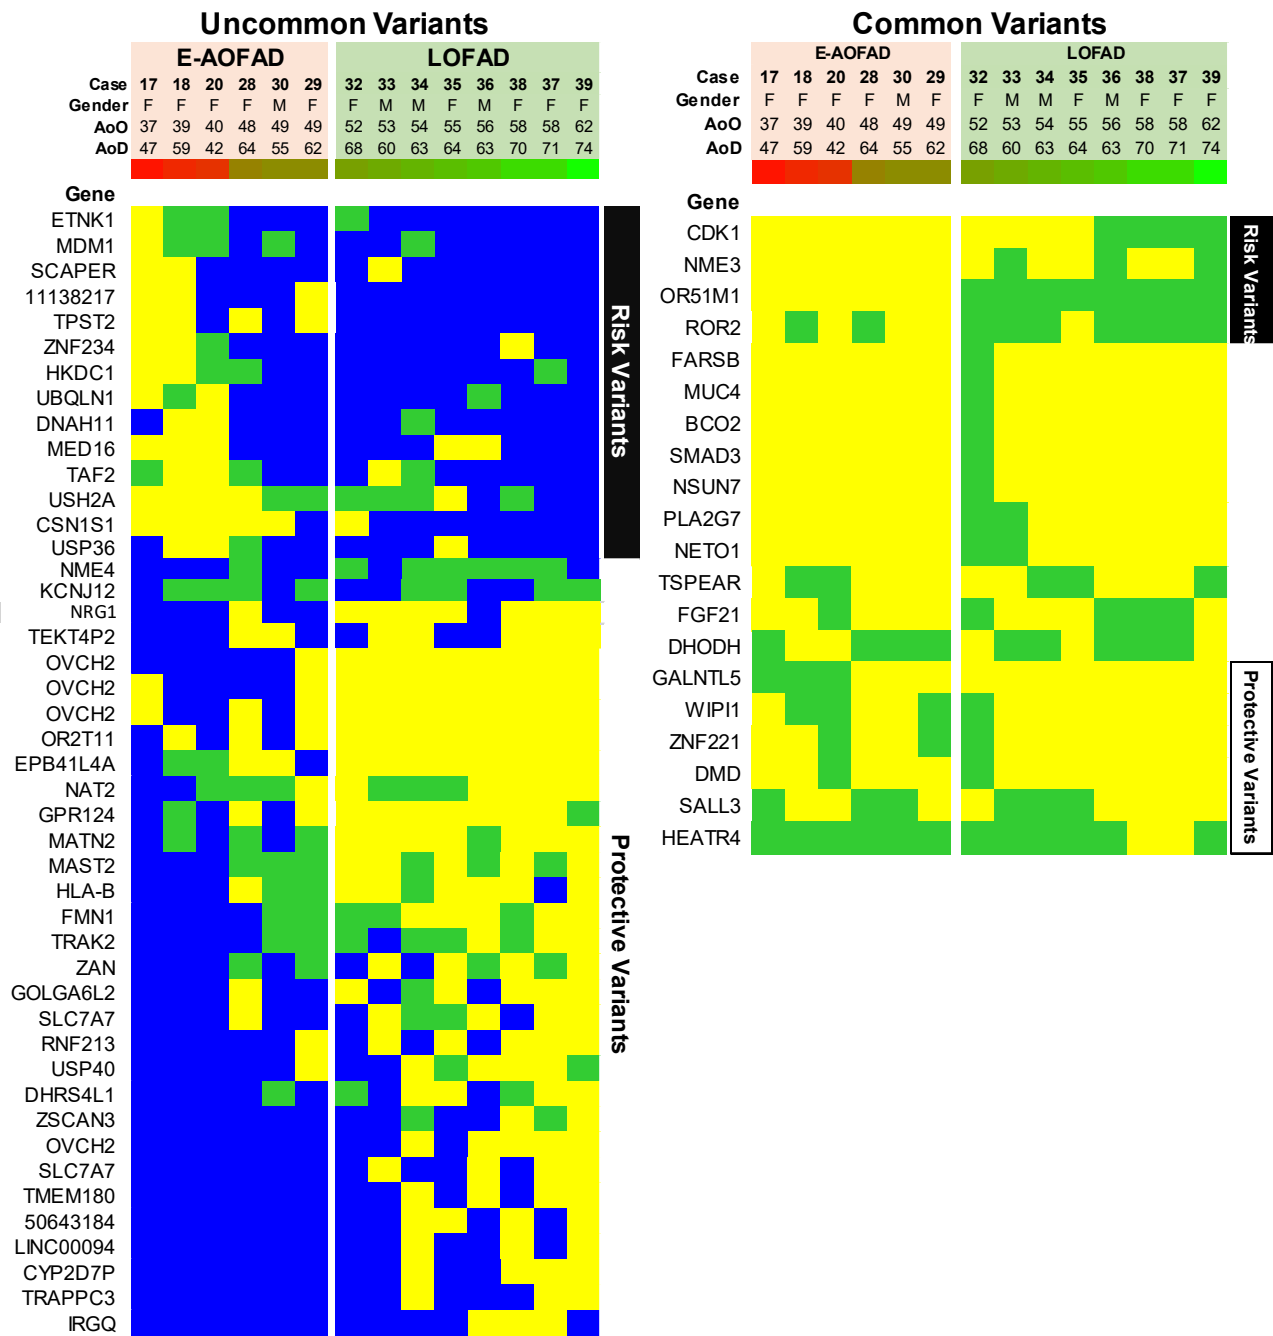 Uncommon Variants
E-AOFAD LOFAD
Case 17 18 20 28 30 29 32 33 34 35 36 38 37 39
Gender F F F F M F F M M F M F F F
AoO 37 39 40 48 49 49 52 53 54 55 56 58 58 62
AoD 47 59 42 64 55 62 68 60 63 64 63 70 71 74
Gene
ETNK1
MDM1
SCAPER
11138217
TPST2
ZNF234
HKDC1
UBQLN1
DNAH11
MED16
TAF2
USH2A
CSN1S1
USP36
NME4
KCNJ12
NRG1
TEKT4P2
OVCH2
OVCH2
OVCH2
OR2T11
EPB41L4A
NAT2
GPR124
MATN2
MAST2
HLA-B
FMN1
TRAK2
ZAN
GOLGA6L2
SLC7A7
RNF213
USP40
DHRS4L1
ZSCAN3
OVCH2
SLC7A7
TMEM180
50643184
LINC00094
CYP2D7P
TRAPPC3
IRGQ
Risk Variants
Protective Variants
Common Variants
E-AOFAD LOFAD
Case 17 18 20 28 30 29 32 33 34 35 36 38 37 39
Gender F F F F M F F M M F M F F F
AoO 37 39 40 48 49 49 52 53 54 55 56 58 58 62
AoD 47 59 42 64 55 62 68 60 63 64 63 70 71 74
Gene
CDK1
NME3
OR51M1
ROR2
FARSB
MUC4
BCO2
SMAD3
NSUN7
PLA2G7
NETO1
TSPEAR
FGF21
DHODH
GALNTL5
WIPI1
ZNF221
DMD
SALL3
HEATR4
Risk Variants
Protective Variants